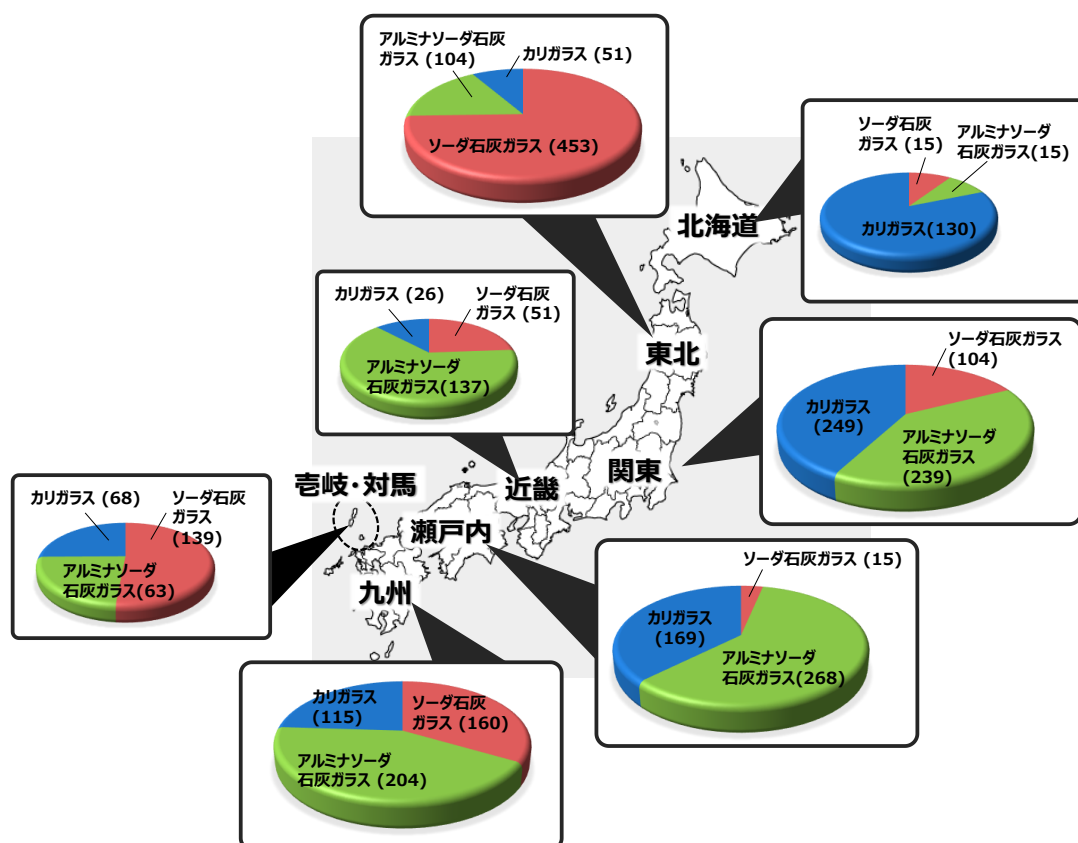 アルミナソーダ石灰
ガラス (104)
カリガラス (51)
ソーダ石灰ガラス (453)
ソーダ石灰
ガラス (15)
アルミナソーダ
石灰ガラス(15)
カリガラス(130)
北海道
カリガラス (26)
ソーダ石灰
ガラス (51)
アルミナソーダ
石灰ガラス(137)
東北
ソーダ石灰ガラス
(104)
カリガラス
(249)
アルミナソーダ
石灰ガラス
(239)
関東
近畿
壱岐・対馬
瀬戸内
九州
カリガラス (68)
ソーダ石灰
ガラス
(139)
アルミナソーダ
石灰ガラス(63)
ソーダ石灰ガラス (15)
カリガラス
(169)
アルミナソーダ
石灰ガラス(268)
カリガラス
(115)
ソーダ石灰
ガラス (160)
アルミナソーダ
石灰ガラス (204)